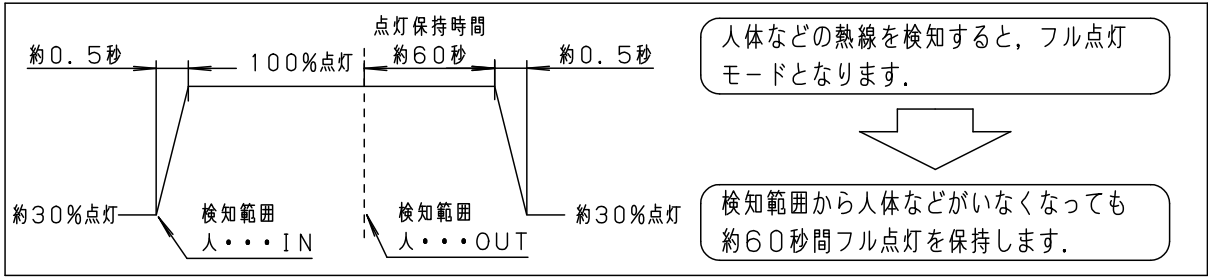 点灯保持時間
約0．5秒
100%点灯
約60秒
約0．5秒
約30%点灯
検知範囲
人・・・IN
検知範囲
人・・・OUT
約30%点灯
人体などの熱線を検知すると，フル点灯
モードとなります．
検知範囲から人体などがいなくなっても
約60秒間フル点灯を保持します．